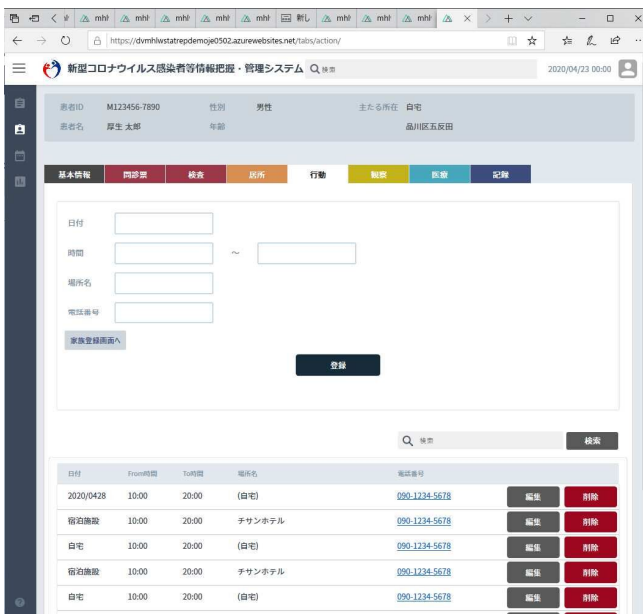 mhl mhl mhl mhl mhl 新し mhl mhl mhl
https://dvmhlwstatrepdemoje0502.azurewebsites.net/tabs/action/
新型コロナウイルス感染者等情報把握・管理システム 検索 2020/04/23 00:00
患者ID M123456-7890 性別 男性 主たる所在 自宅
患者名 厚生 太郎 年齢 品川区五反田
基本情報 問診票 検査 居所 行動 観察 医療 記録
日付
時間 ～
場所名
電話番号
家族登録画面へ
登録
検索 検索
日付 From時間 To時間 場所名 電話番号
2020/0428 10:00 20:00 (自宅) 090-1234-5678 編集 削除
宿泊施設 10:00 20:00 チサンホテル 090-1234-5678 編集 削除
自宅 10:00 20:00 (自宅) 090-1234-5678 編集 削除
宿泊施設 10:00 20:00 チサンホテル 090-1234-5678 編集 削除
自宅 10:00 20:00 (自宅) 090-1234-5678 編集 削除